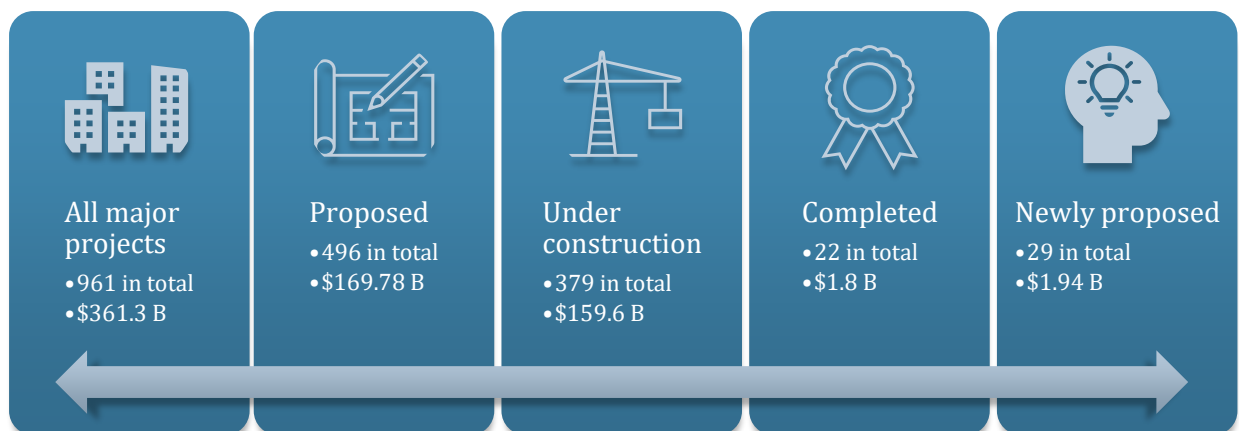 All major
projects
•961 in total
•$361.3 B
Proposed
•496 in total
•$169.78 B
Under
construction
•379 in total
•$159.6 B
Completed
•22 in total
•$1.8 B
Newly proposed
•29 in total
•$1.94 B